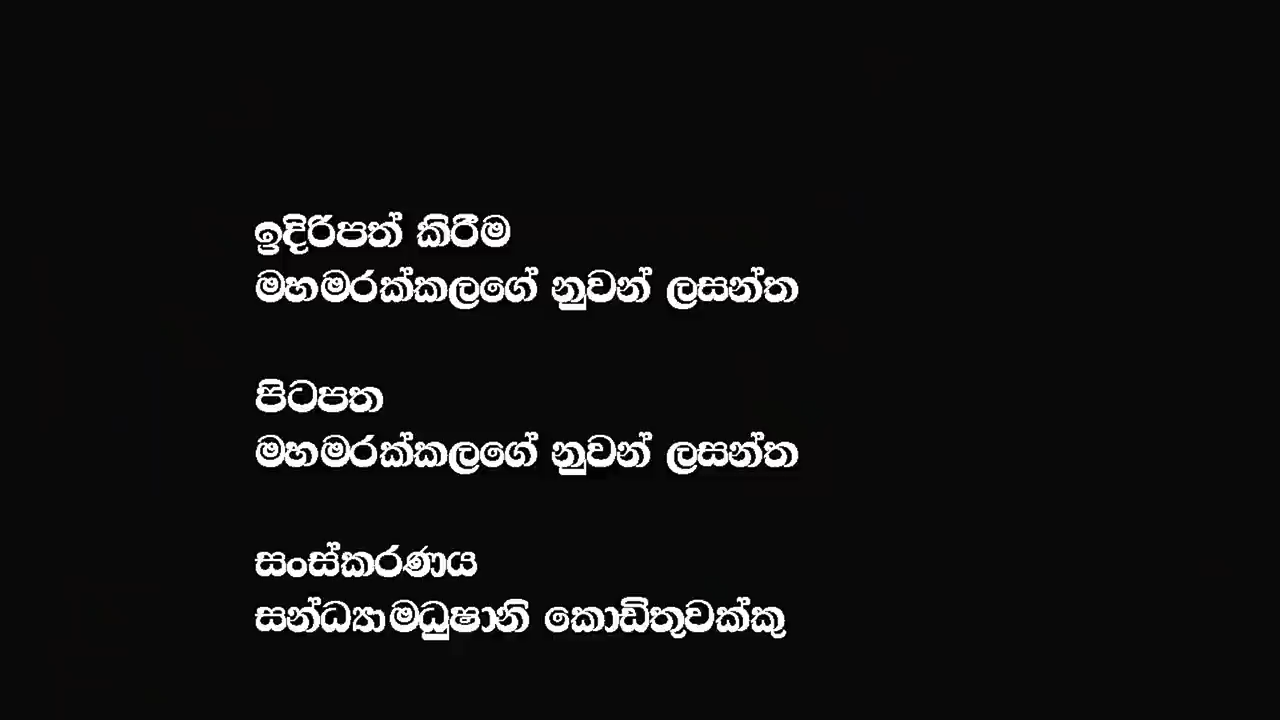 ඉදිරිපත් කිරීම
මහමරක්කලගේ නුවන් ලසන්ත
පිටපත
මහමරක්කලගේ නුවන් ලසන්ත
සංස්කරණය
සන්ධ්‍යාමධුෂානි කොඩිතුවක්කු